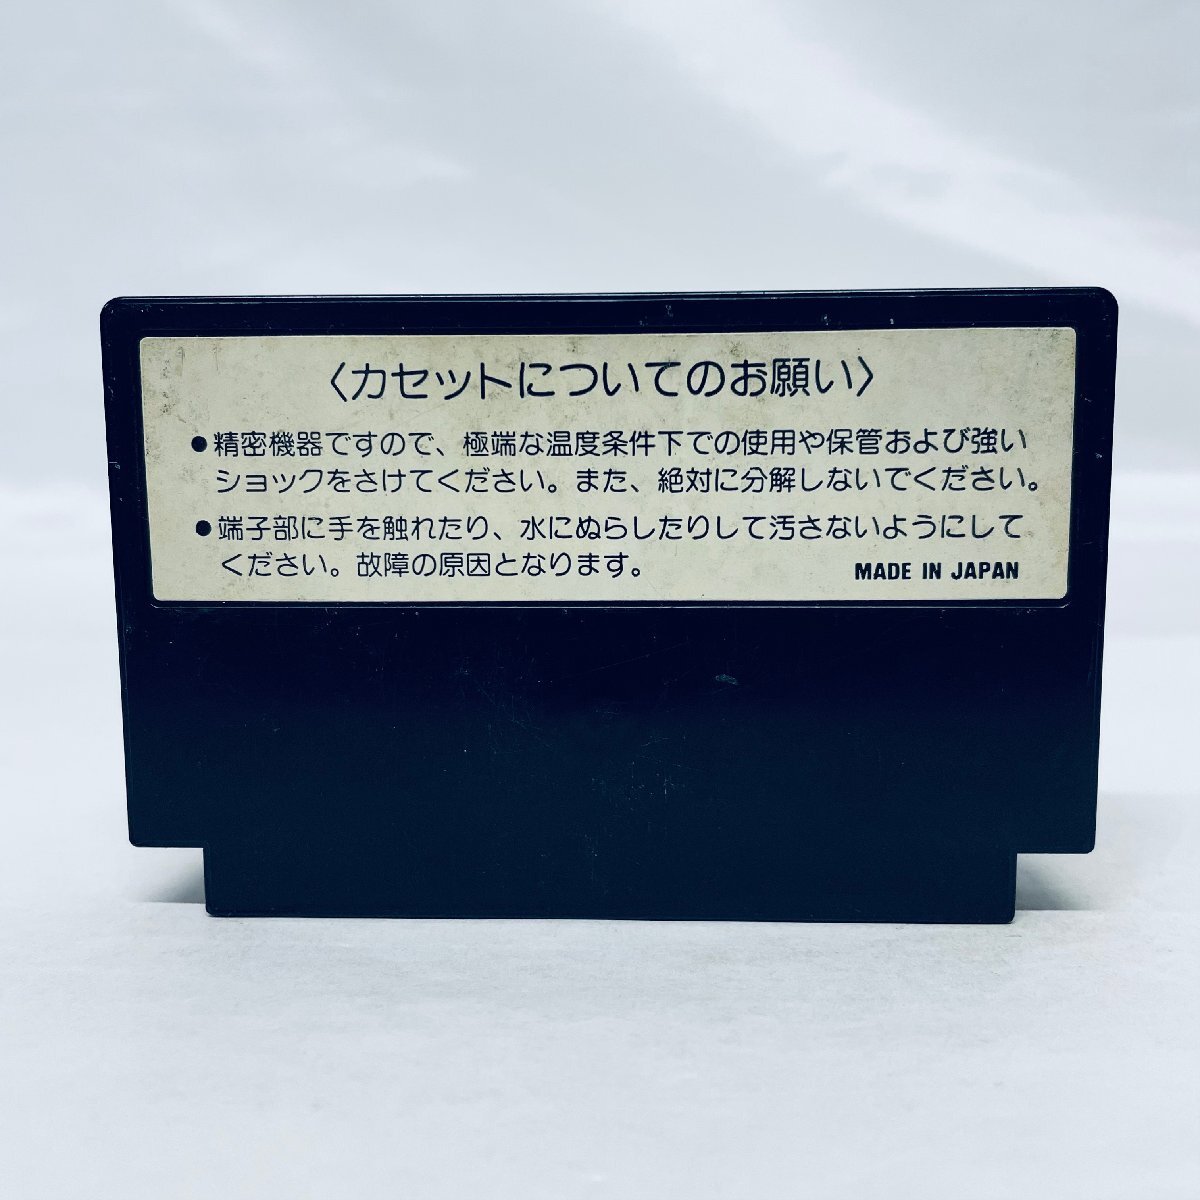 〈カセットについてのお願い〉
●精密機器ですので、極端な温度条件下での使用や保管および強い
ショックをさけてください。また、絶対に分解しないでください。
●端子部に手を触れたり、水にぬらしたりして汚さないようにして
ください。故障の原因となります。
MADE IN JAPAN